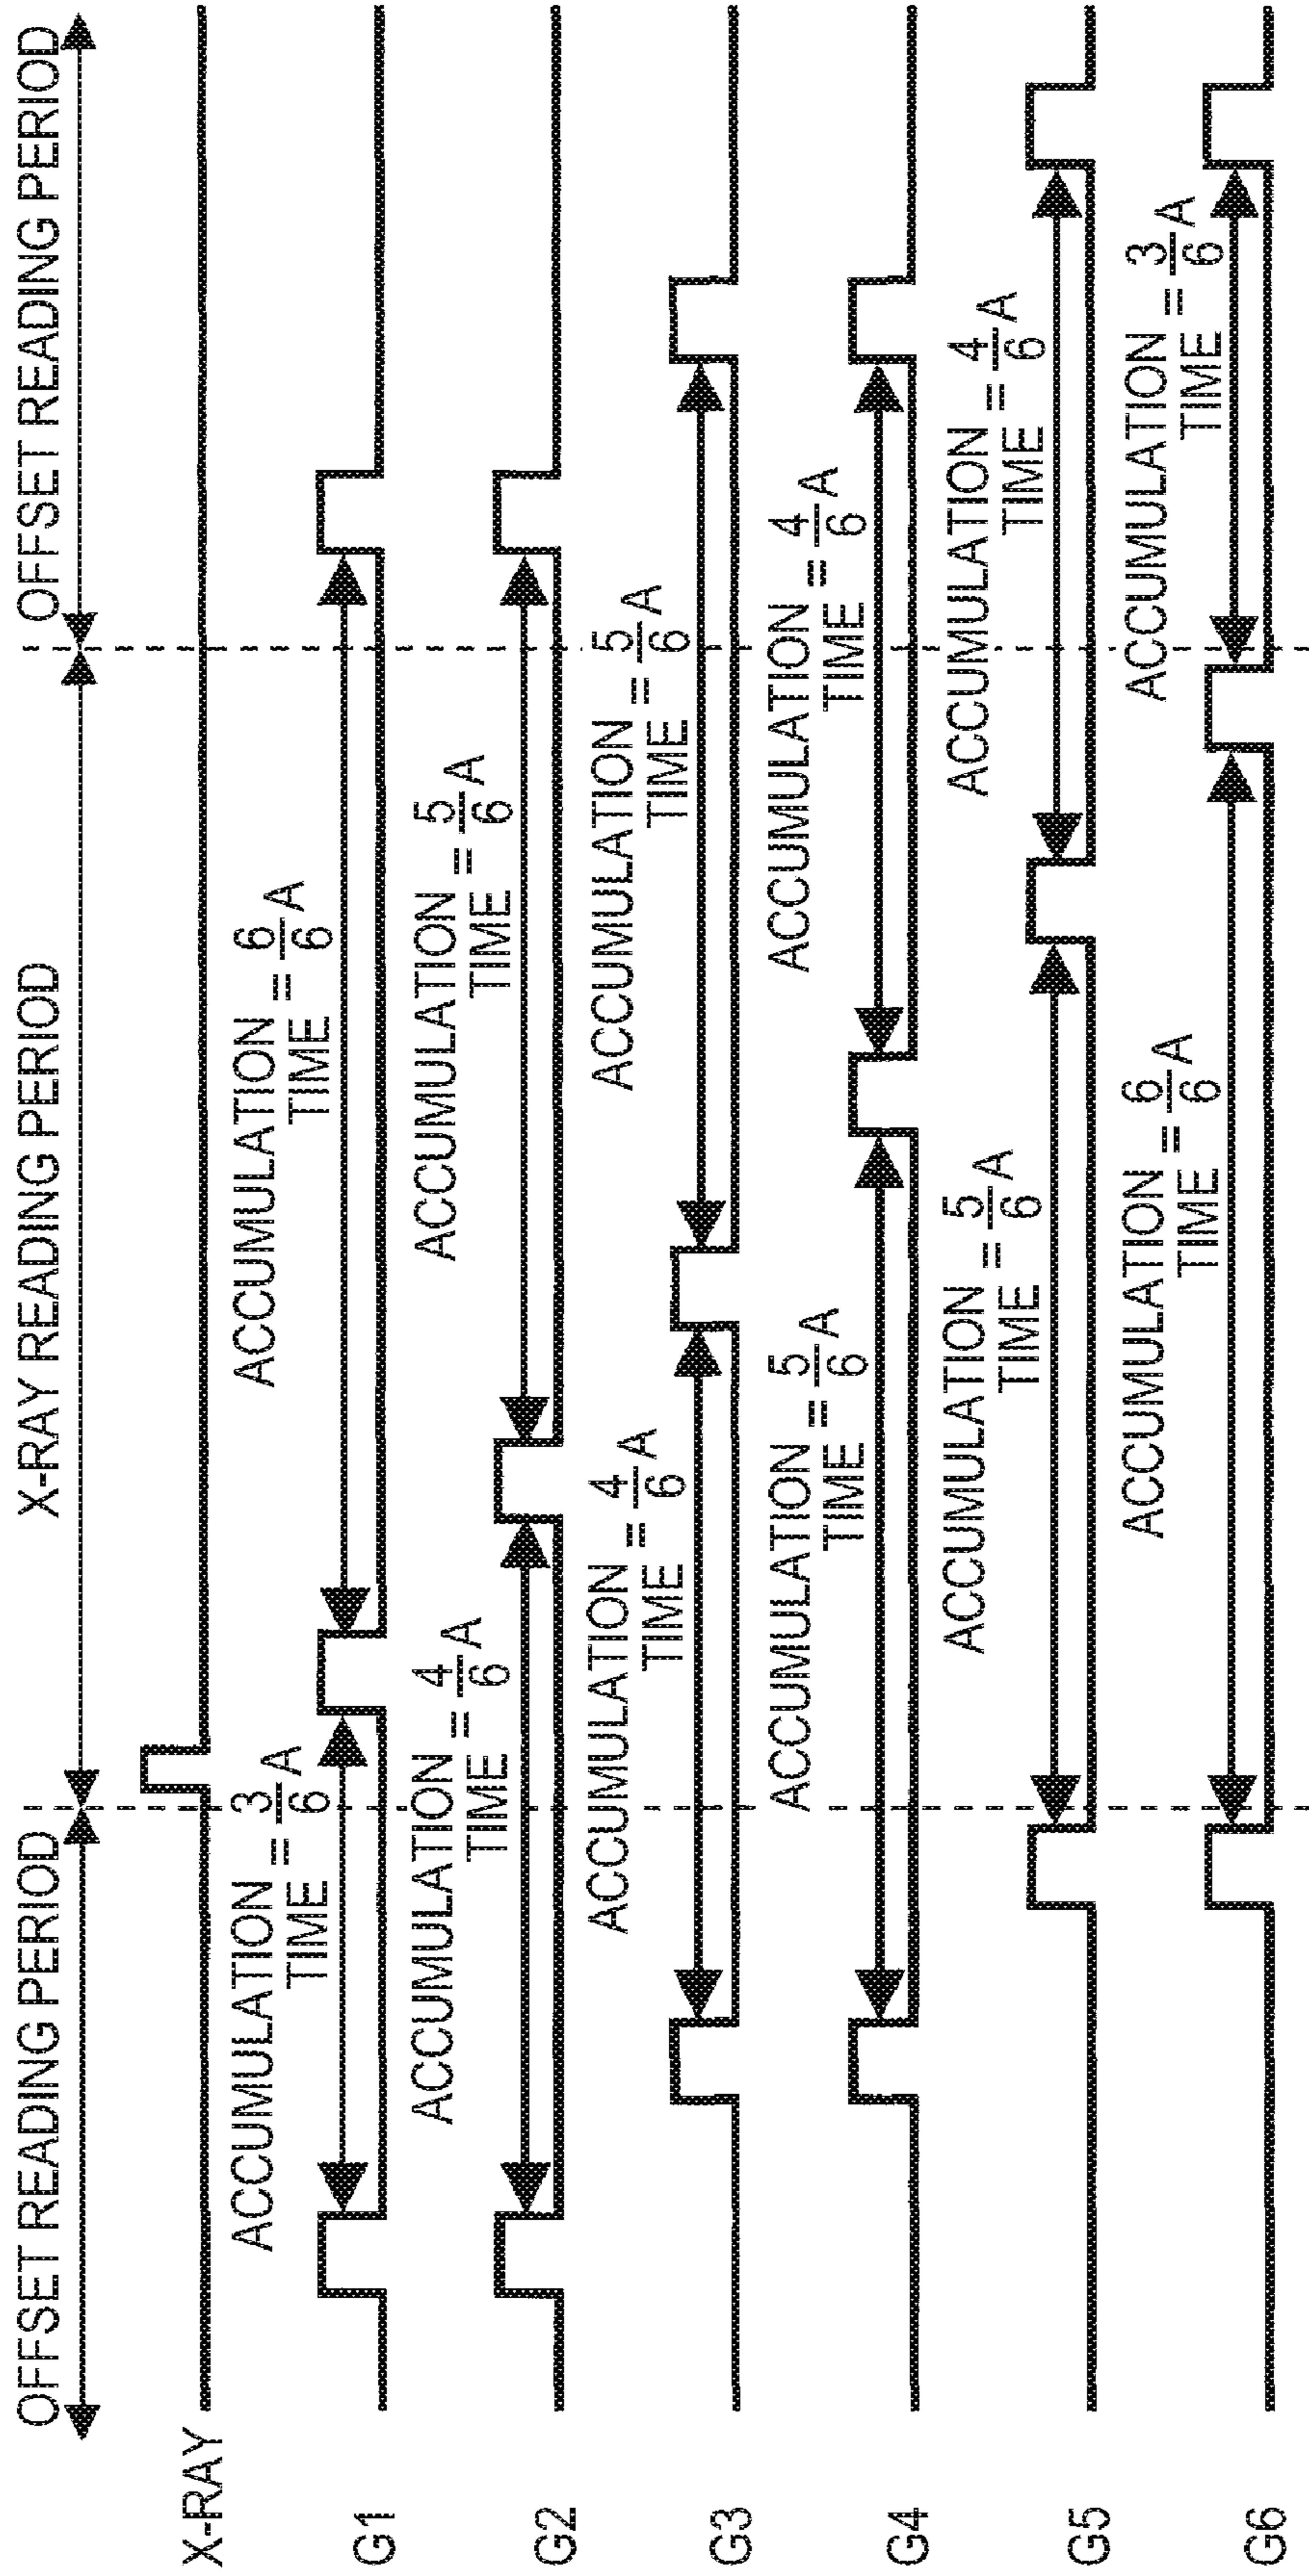 OFFSET READING PERIOD
X-RAY READING PERIOD
OFFSET READING PERIOD
X-RAY
G1
ACCUMULATION TIME = 3/6 A
ACCUMULATION TIME = 6/6 A
G2
ACCUMULATION TIME = 4/6 A
ACCUMULATION TIME = 5/6 A
G3
ACCUMULATION TIME = 4/6 A
ACCUMULATION TIME = 5/6 A
G4
ACCUMULATION TIME = 5/6 A
ACCUMULATION TIME = 4/6 A
G5
ACCUMULATION TIME = 5/6 A
ACCUMULATION TIME = 4/6 A
G6
ACCUMULATION TIME = 6/6 A
ACCUMULATION TIME = 3/6 A